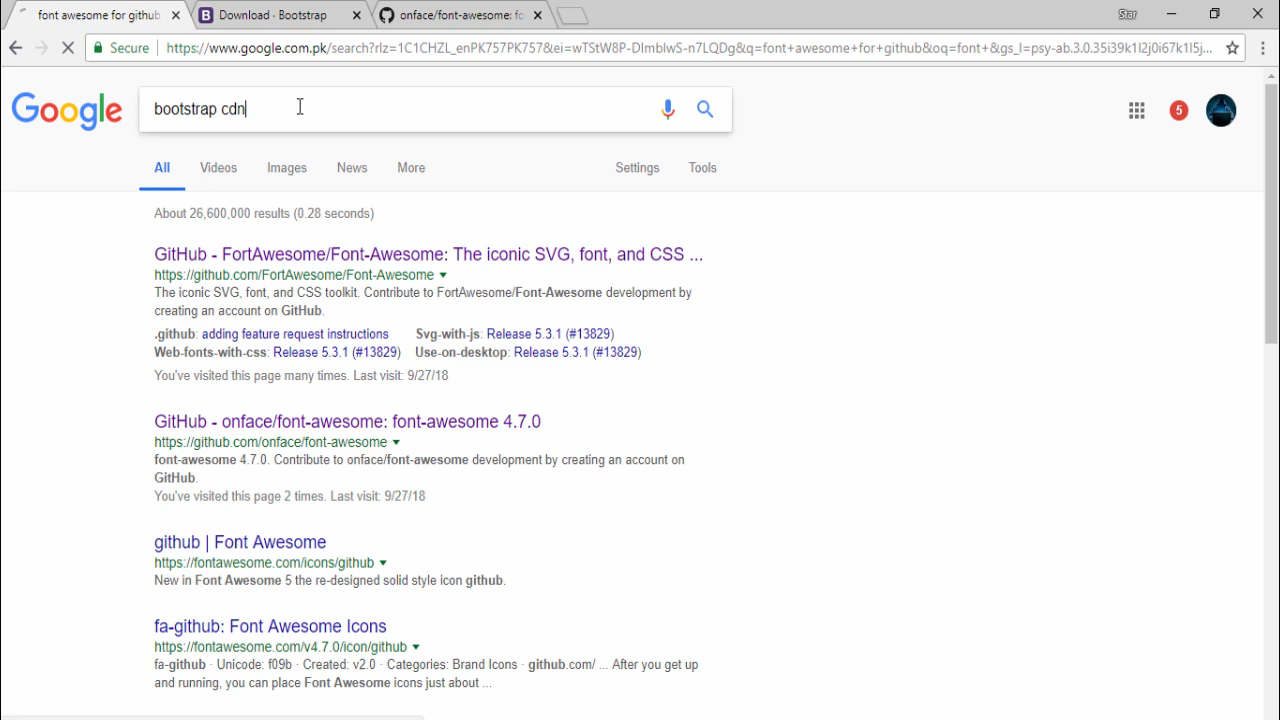 font awesome for github
Download · Bootstrap
onface/font-awesome: fo
Star
Secure
https://www.google.com.pk/search?rlz=1C1CHZL_enPK757PK757&ei=wTStW8P-DImblwS-n7LQDg&q=font+awesome+for+github&oq=font+&gs_l=psy-ab.3.0.35i39k1l2j0i67k1l5j...
Google
bootstrap cdn
5
All
Videos
Images
News
More
Settings
Tools
About 26,600,000 results (0.28 seconds)
GitHub - FortAwesome/Font-Awesome: The iconic SVG, font, and CSS ...
https://github.com/FortAwesome/Font-Awesome
The iconic SVG, font, and CSS toolkit. Contribute to FortAwesome/Font-Awesome development by
creating an account on GitHub.
.github: adding feature request instructions Svg-with-js: Release 5.3.1 (#13829)
Web-fonts-with-css: Release 5.3.1 (#13829) Use-on-desktop: Release 5.3.1 (#13829)
You've visited this page many times. Last visit: 9/27/18
GitHub - onface/font-awesome: font-awesome 4.7.0
https://github.com/onface/font-awesome
font-awesome 4.7.0. Contribute to onface/font-awesome development by creating an account on
GitHub.
You've visited this page 2 times. Last visit: 9/27/18
github | Font Awesome
https://fontawesome.com/icons/github
New in Font Awesome 5 the re-designed solid style icon github.
fa-github: Font Awesome Icons
https://fontawesome.com/v4.7.0/icon/github
fa-github · Unicode: f09b · Created: v2.0 · Categories: Brand Icons · github.com/ ... After you get up
and running, you can place Font Awesome icons just about ...